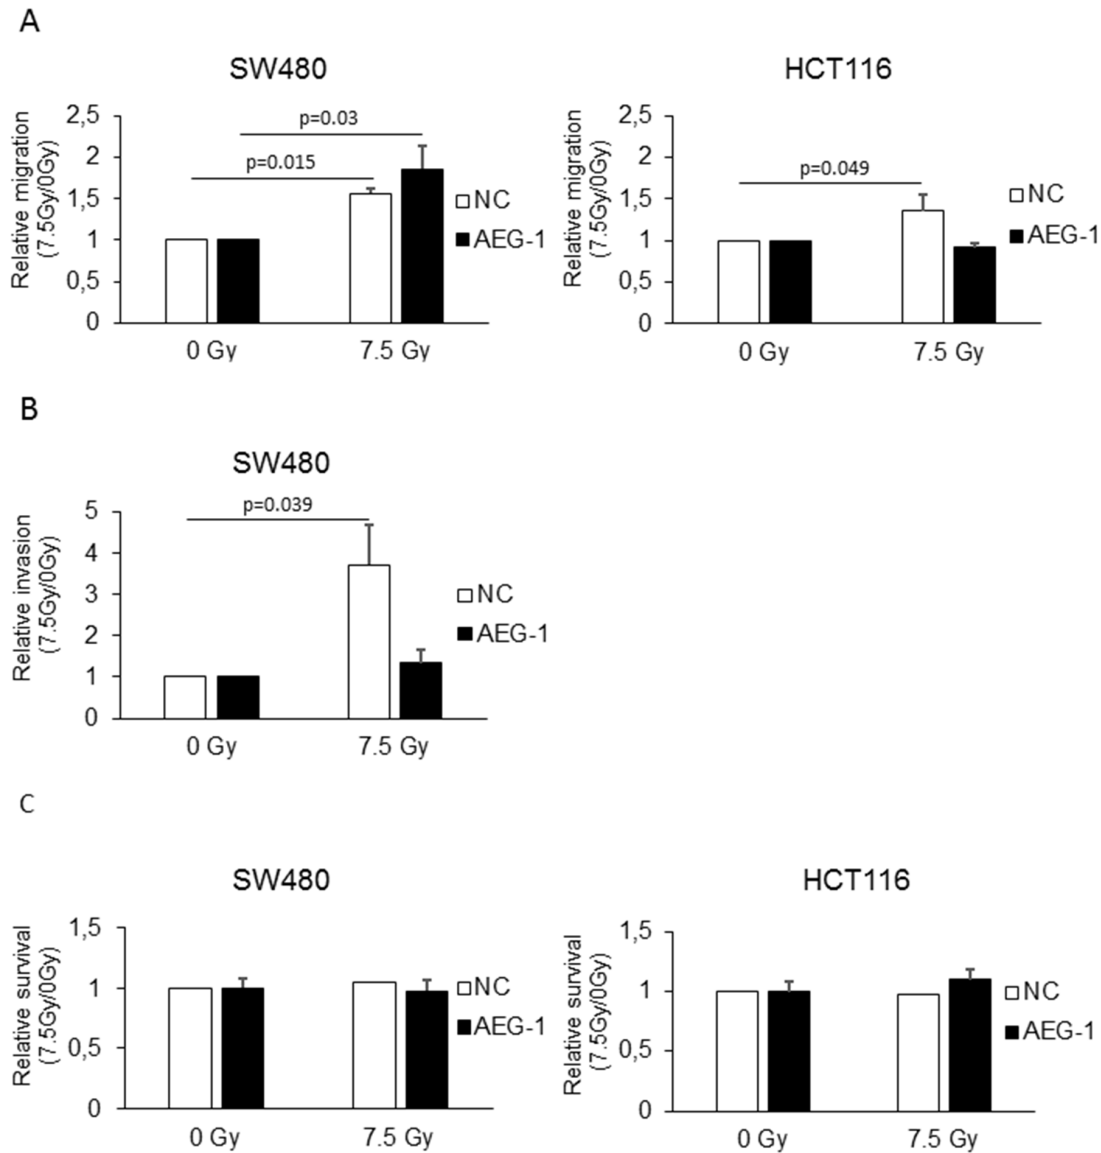 A
SW480
Relative migration
(7.5Gy/0Gy)
2,5
2
1,5
1
0,5
0
p=0.03
p=0.015
NC
AEG-1
0 Gy
7.5 Gy
HCT116
Relative migration
(7.5Gy/0Gy)
2,5
2
1,5
1
0,5
0
p=0.049
NC
AEG-1
0 Gy
7.5 Gy
B
SW480
Relative invasion
(7.5Gy/0Gy)
5
4
3
2
1
0
p=0.039
NC
AEG-1
0 Gy
7.5 Gy
C
SW480
Relative survival
(7.5Gy/0Gy)
1,5
1
0,5
0
NC
AEG-1
0 Gy
7.5 Gy
HCT116
Relative survival
(7.5Gy/0Gy)
1,5
1
0,5
0
NC
AEG-1
0 Gy
7.5 Gy